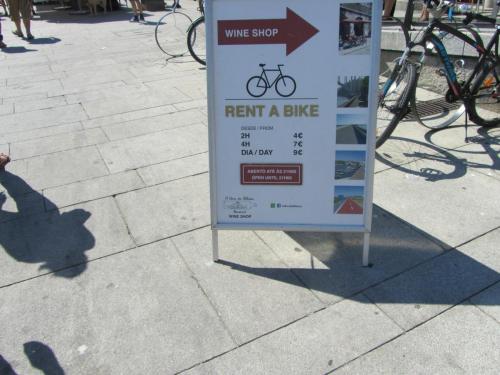 WINE SHOP
RENT A BIKE
DESDE / FROM
2H 4€
4H 7€
DIA / DAY 9€
ABERTO ATÉ ÀS 21H00
OPEN UNTIL 21H00
WINE SHOP